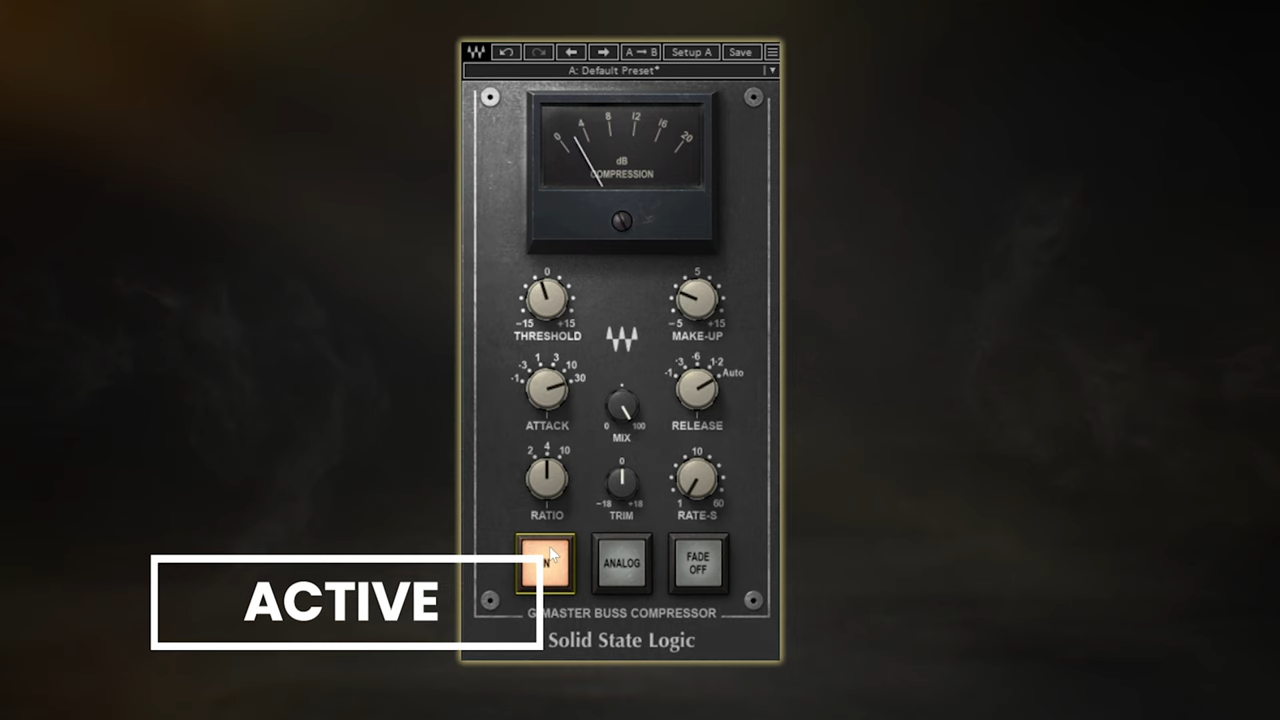 A → B Setup A Save
A: Default Preset*
0 4 8 12 16 20
dB
COMPRESSION
0
-15 +15
THRESHOLD
5
-5 +15
MAKE-UP
.1 .3 1 3 10 30
ATTACK
.1 .3 .6 1.2 Auto
RELEASE
0 100
MIX
2 4 10
RATIO
0
-18 +18
TRIM
10
1 60
RATE-S
ANALOG
FADE
OFF
ACTIVE
G-MASTER BUSS COMPRESSOR
Solid State Logic